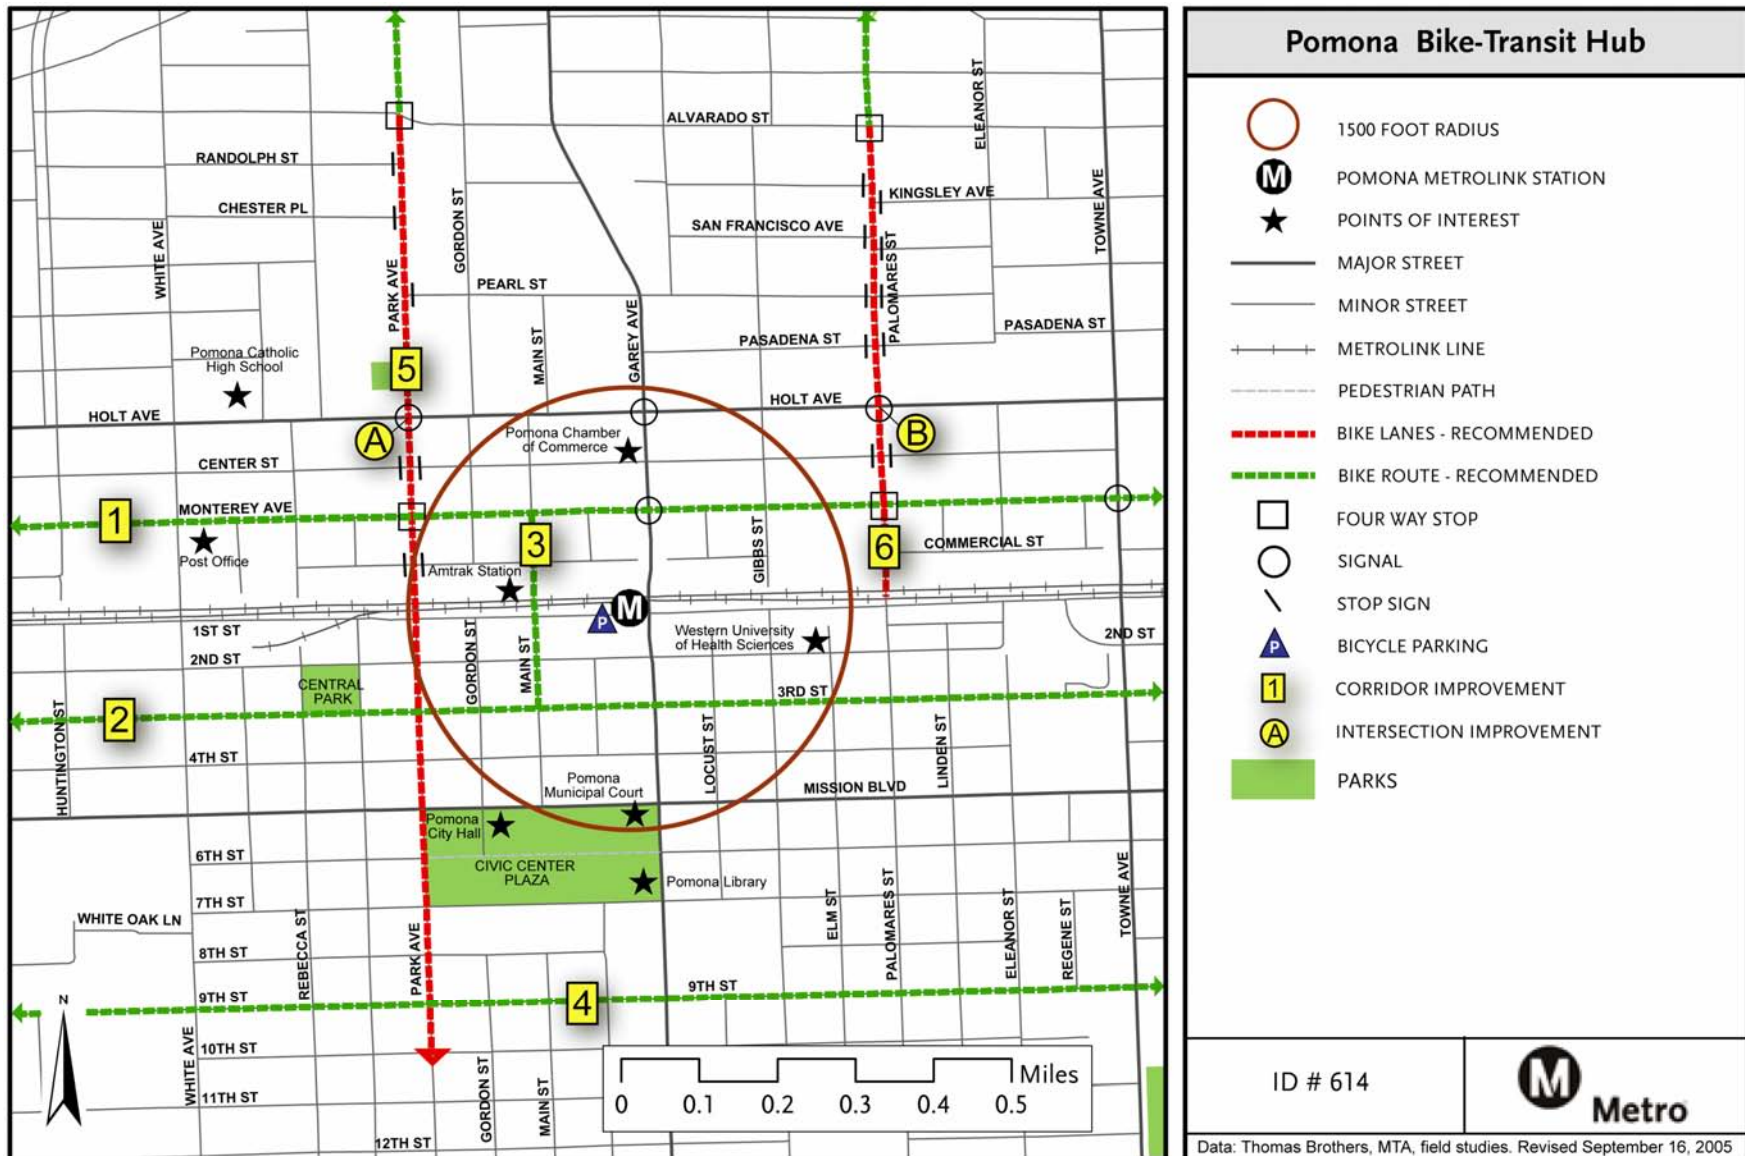 ALVARADO ST
ELEANOR ST
RANDOLPH ST
KINGSLEY AVE
CHESTER PL
GORDON ST
SAN FRANCISCO AVE
TOWNE AVE
WHITE AVE
PARK AVE
PEARL ST
PALOMARES ST
GAREY AVE
MAIN ST
PASADENA ST
PASADENA ST
Pomona Catholic
High School
5
HOLT AVE
HOLT AVE
A
B
Pomona Chamber
of Commerce
CENTER ST
MONTEREY AVE
1
3
6
GIBBS ST
COMMERCIAL ST
Post Office
Amtrak Station
P
M
1ST ST
Western University
of Health Sciences
2ND ST
2ND ST
GORDON ST
MAIN ST
CENTRAL
PARK
3RD ST
2
HUNTINGTON ST
4TH ST
LOCUST ST
LINDEN ST
Pomona
Municipal Court
MISSION BLVD
Pomona
City Hall
6TH ST
CIVIC CENTER
PLAZA
Pomona Library
7TH ST
WHITE OAK LN
REBECCA ST
PARK AVE
ELM ST
PALOMARES ST
ELEANOR ST
REGENE ST
TOWNE AVE
8TH ST
N
9TH ST
4
9TH ST
WHITE AVE
10TH ST
11TH ST
GORDON ST
MAIN ST
12TH ST
Miles
0 0.1 0.2 0.3 0.4 0.5
Pomona Bike-Transit Hub
1500 FOOT RADIUS
M POMONA METROLINK STATION
POINTS OF INTEREST
MAJOR STREET
MINOR STREET
METROLINK LINE
PEDESTRIAN PATH
BIKE LANES - RECOMMENDED
BIKE ROUTE - RECOMMENDED
FOUR WAY STOP
SIGNAL
STOP SIGN
P BICYCLE PARKING
1 CORRIDOR IMPROVEMENT
A INTERSECTION IMPROVEMENT
PARKS
ID # 614
M Metro
Data: Thomas Brothers, MTA, field studies. Revised September 16, 2005